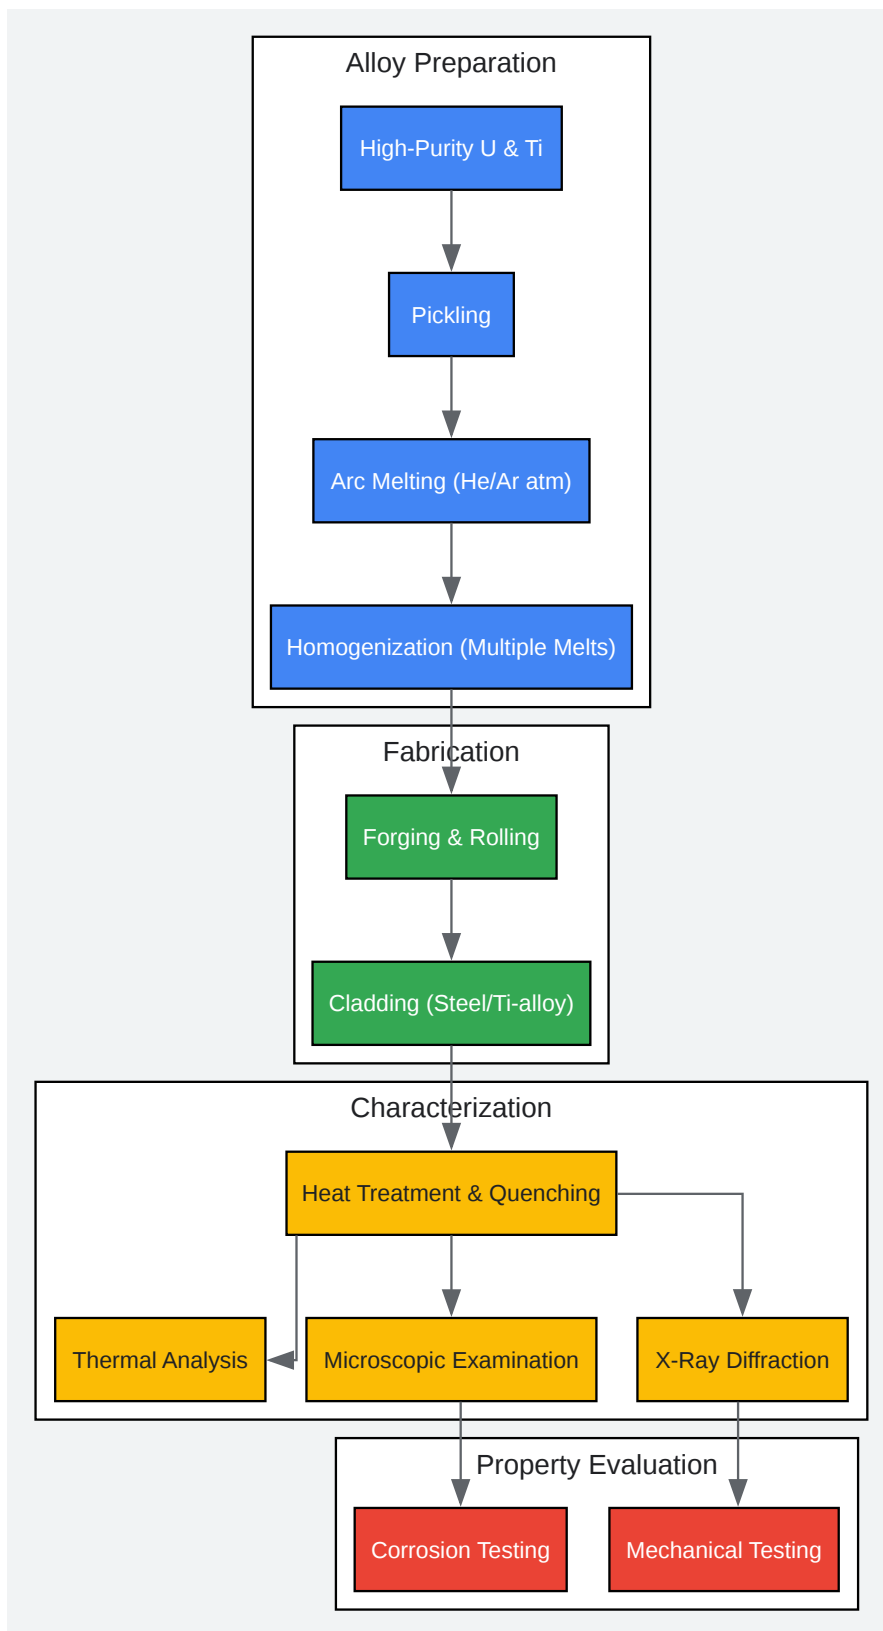 Alloy Preparation
High-Purity U & Ti
Pickling
Arc Melting (He/Ar atm)
Homogenization (Multiple Melts)
Fabrication
Forging & Rolling
Cladding (Steel/Ti-alloy)
Characterization
Heat Treatment & Quenching
Thermal Analysis
Microscopic Examination
X-Ray Diffraction
Property Evaluation
Corrosion Testing
Mechanical Testing